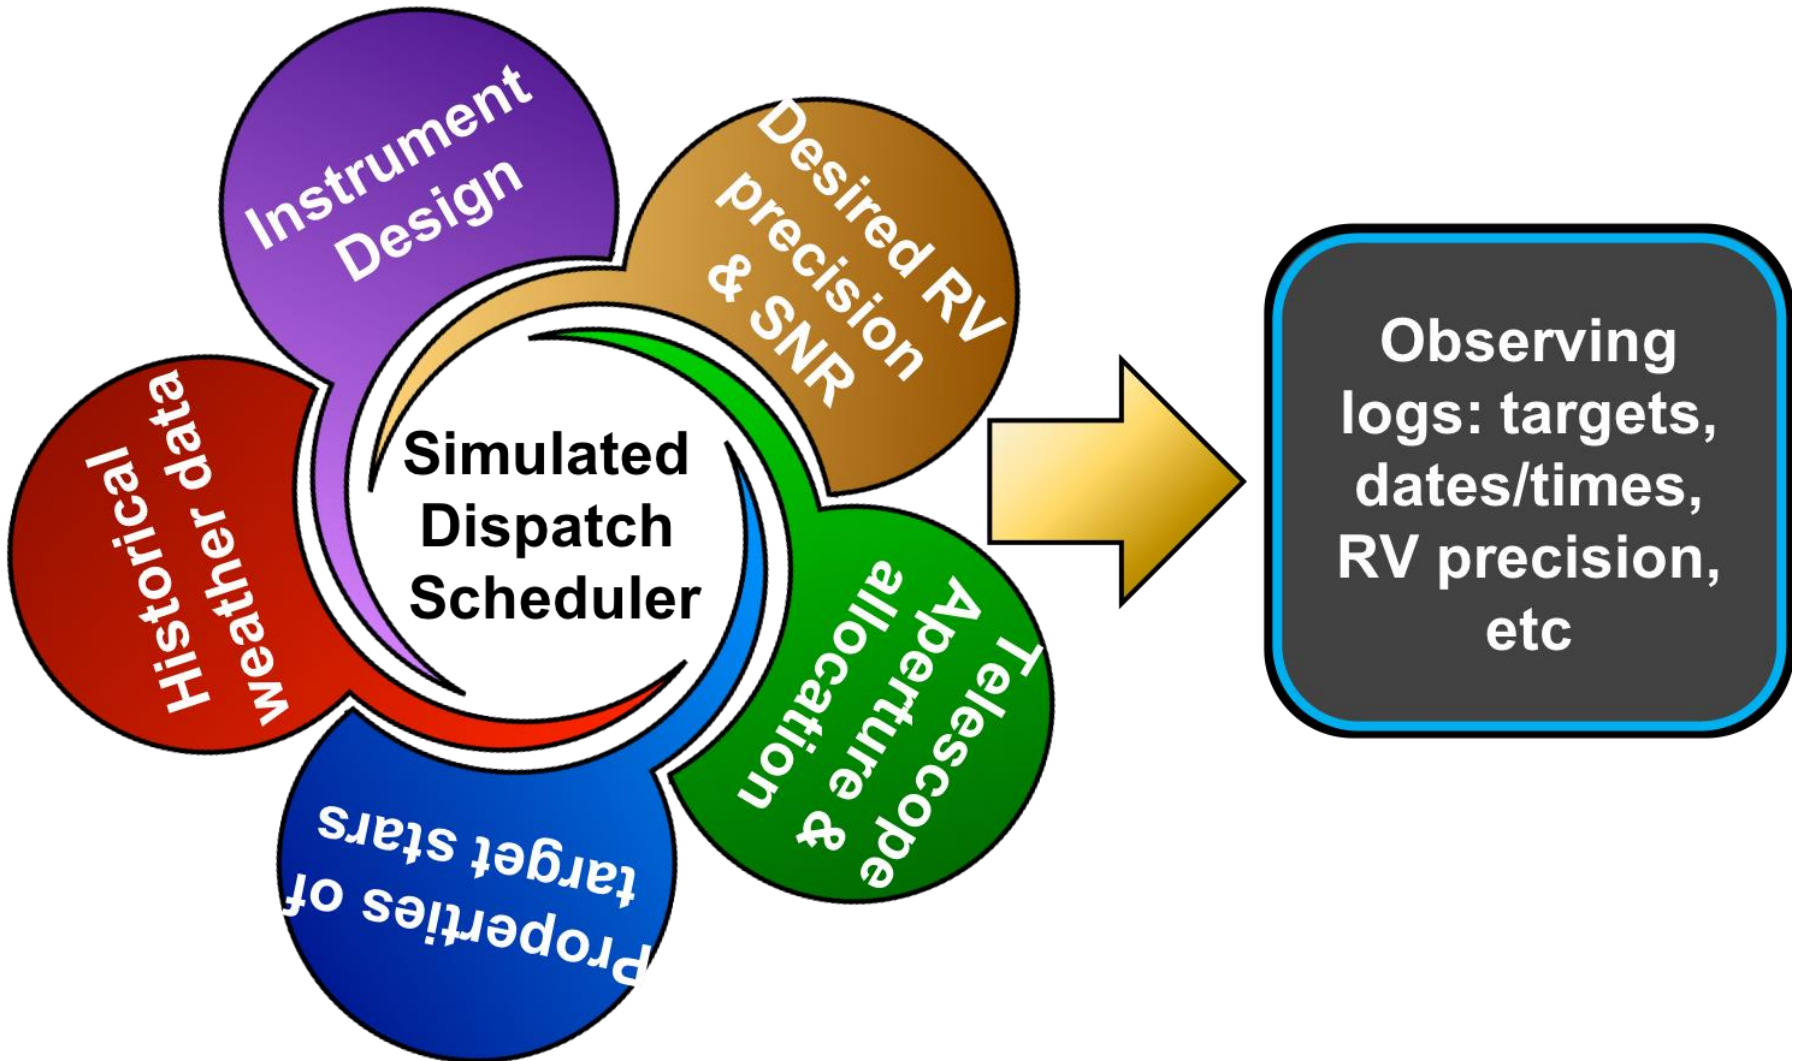 Instrument
Design
Desired RV
precision
& SNR
Telescope
Aperture &
allocation
Properties of
target stars
Historical
weather data
Simulated
Dispatch
Scheduler
Observing
logs: targets,
dates/times,
RV precision,
etc